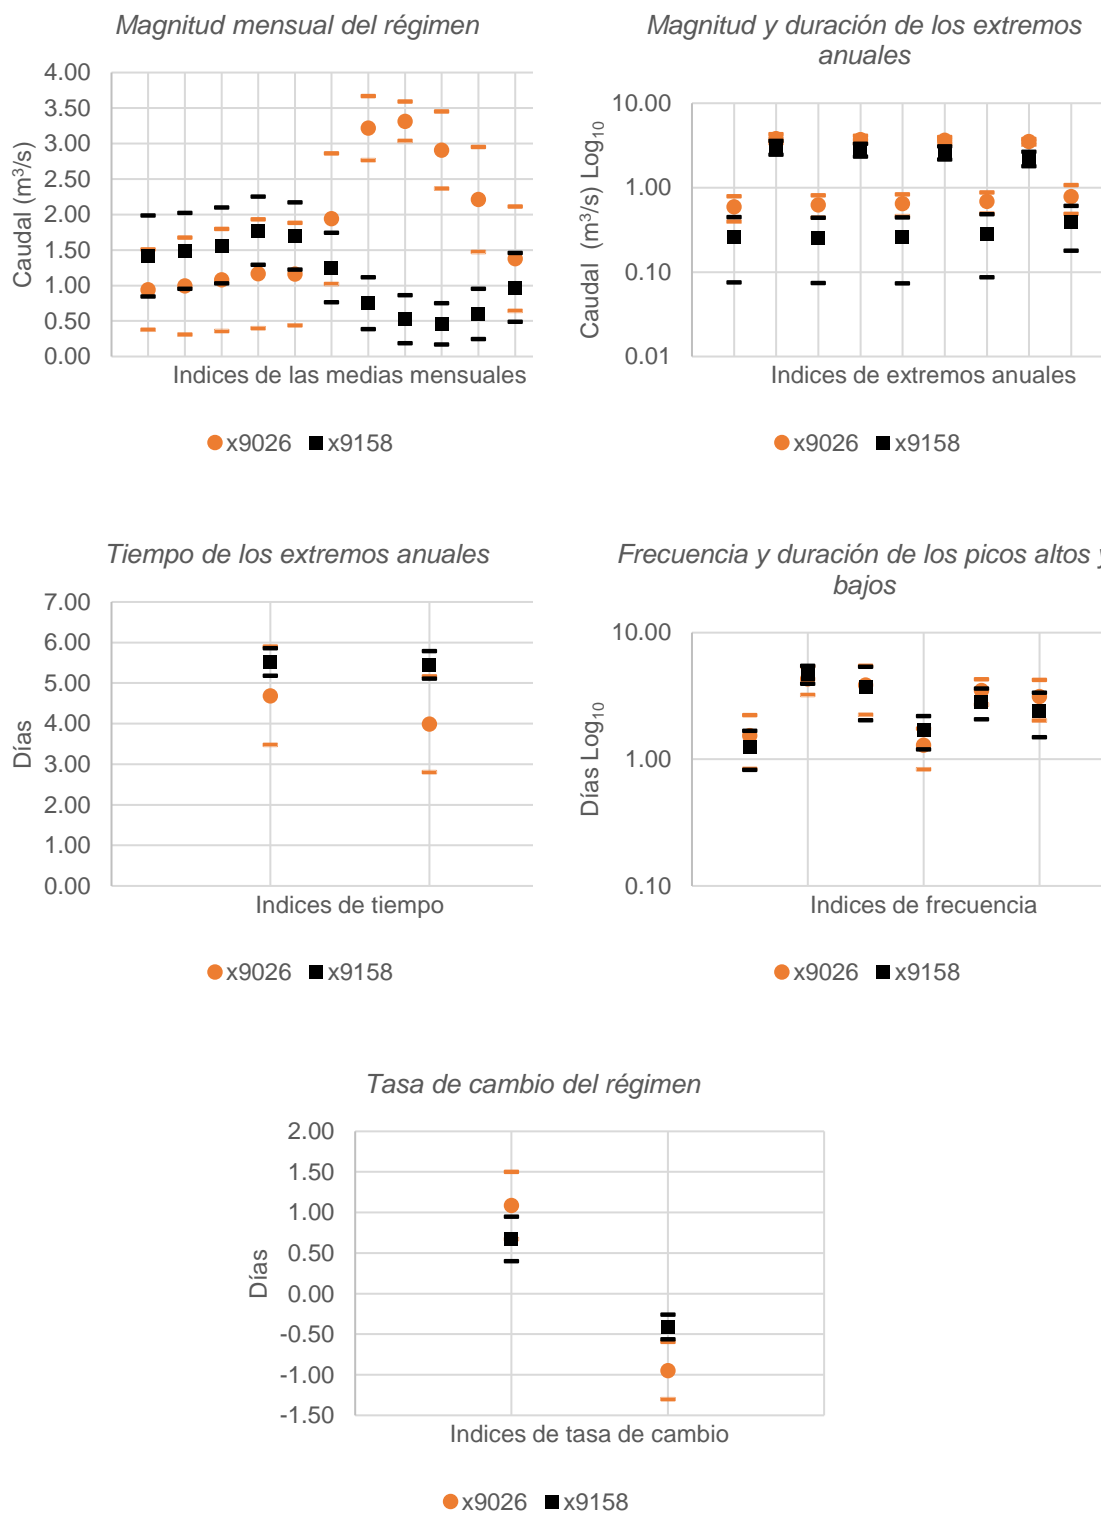 Magnitud mensual del régimen
4.00
3.50
3.00
2.50
2.00
1.50
1.00
0.50
0.00
Caudal (m³/s)
Indices de las medias mensuales
x9026 x9158
Magnitud y duración de los extremos
anuales
10.00
1.00
0.10
0.01
Caudal (m³/s) Log₁₀
Indices de extremos anuales
x9026 x9158
Tiempo de los extremos anuales
7.00
6.00
5.00
4.00
3.00
2.00
1.00
0.00
Días
Indices de tiempo
x9026 x9158
Frecuencia y duración de los picos altos y
bajos
10.00
1.00
0.10
Días Log₁₀
Indices de frecuencia
x9026 x9158
Tasa de cambio del régimen
2.00
1.50
1.00
0.50
0.00
-0.50
-1.00
-1.50
Días
Indices de tasa de cambio
x9026 x9158